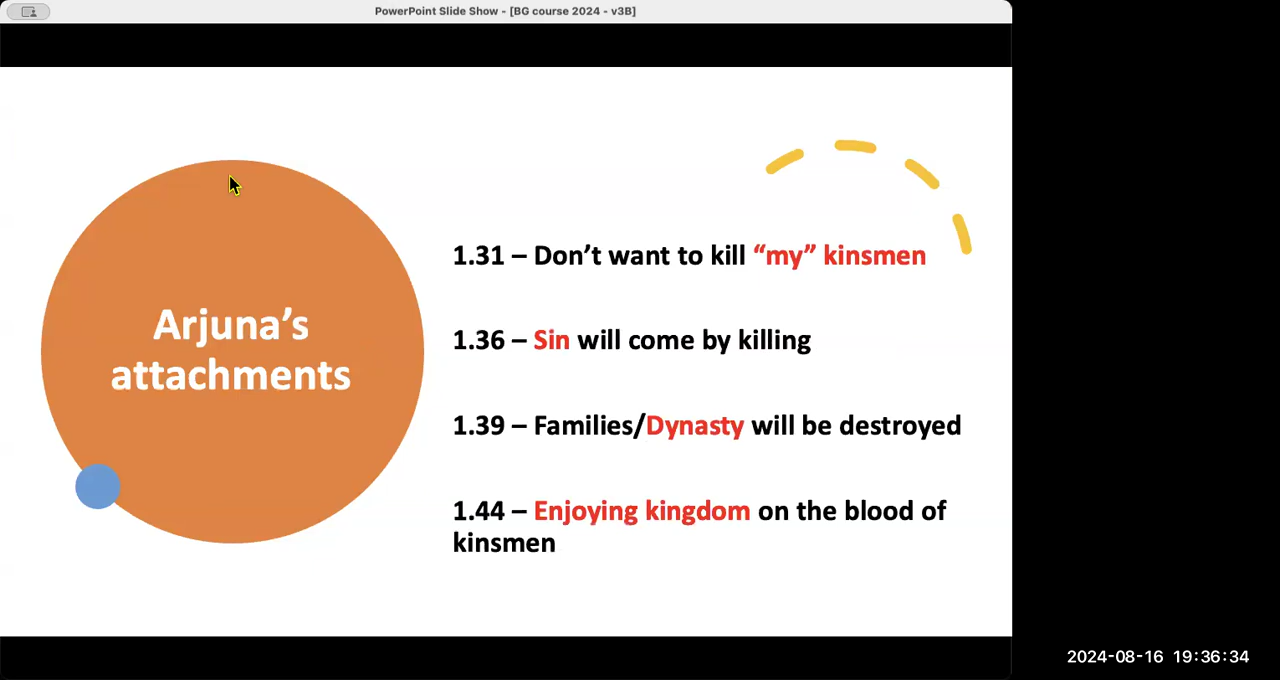 PowerPoint Slide Show - [BG course 2024 - v3B]
Arjuna’s
attachments
1.31 – Don’t want to kill “my” kinsmen
1.36 – Sin will come by killing
1.39 – Families/Dynasty will be destroyed
1.44 – Enjoying kingdom on the blood of
kinsmen
2024-08-16 19:36:34